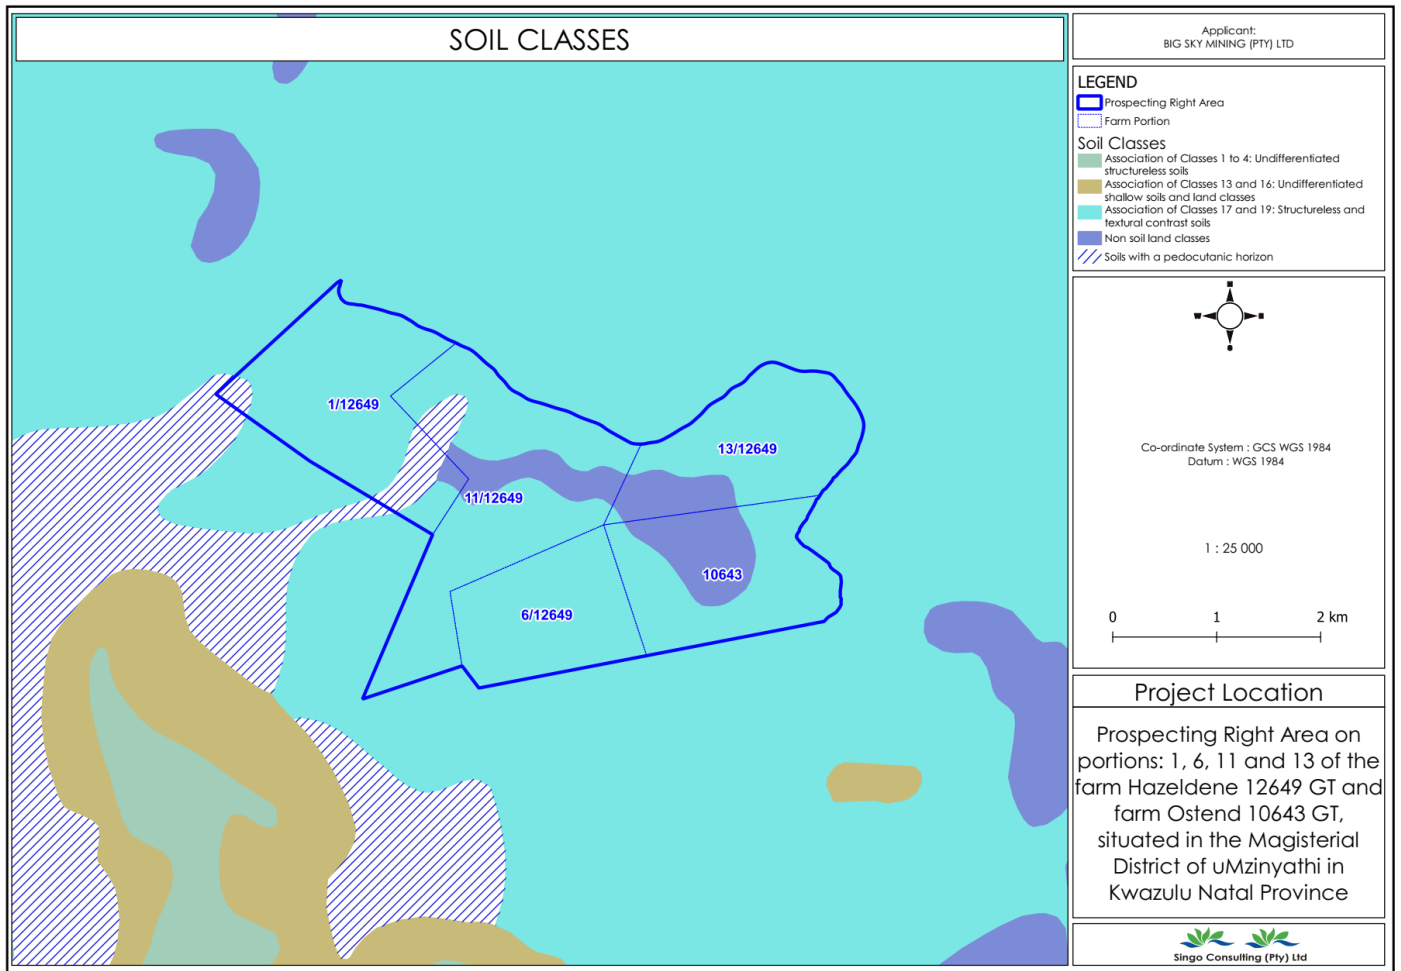 SOIL CLASSES
Applicant:
BIG SKY MINING (PTY) LTD
LEGEND
Prospecting Right Area
Farm Portion
Soil Classes
Association of Classes 1 to 4: Undifferentiated
structureless soils
Association of Classes 13 and 16: Undifferentiated
shallow soils and land classes
Association of Classes 17 and 19: Structureless and
textural contrast soils
Non soil land classes
Soils with a pedocutanic horizon
W
1/12649
13/12649
11/12649
10643
6/12649
Co-ordinate System : GCS WGS 1984
Datum : WGS 1984
1 : 25 000
0 1 2 km
Project Location
Prospecting Right Area on
portions: 1, 6, 11 and 13 of the
farm Hazeldene 12649 GT and
farm Ostend 10643 GT,
situated in the Magisterial
District of uMzinyathi in
Kwazulu Natal Province
Singo Consulting (Pty) Ltd